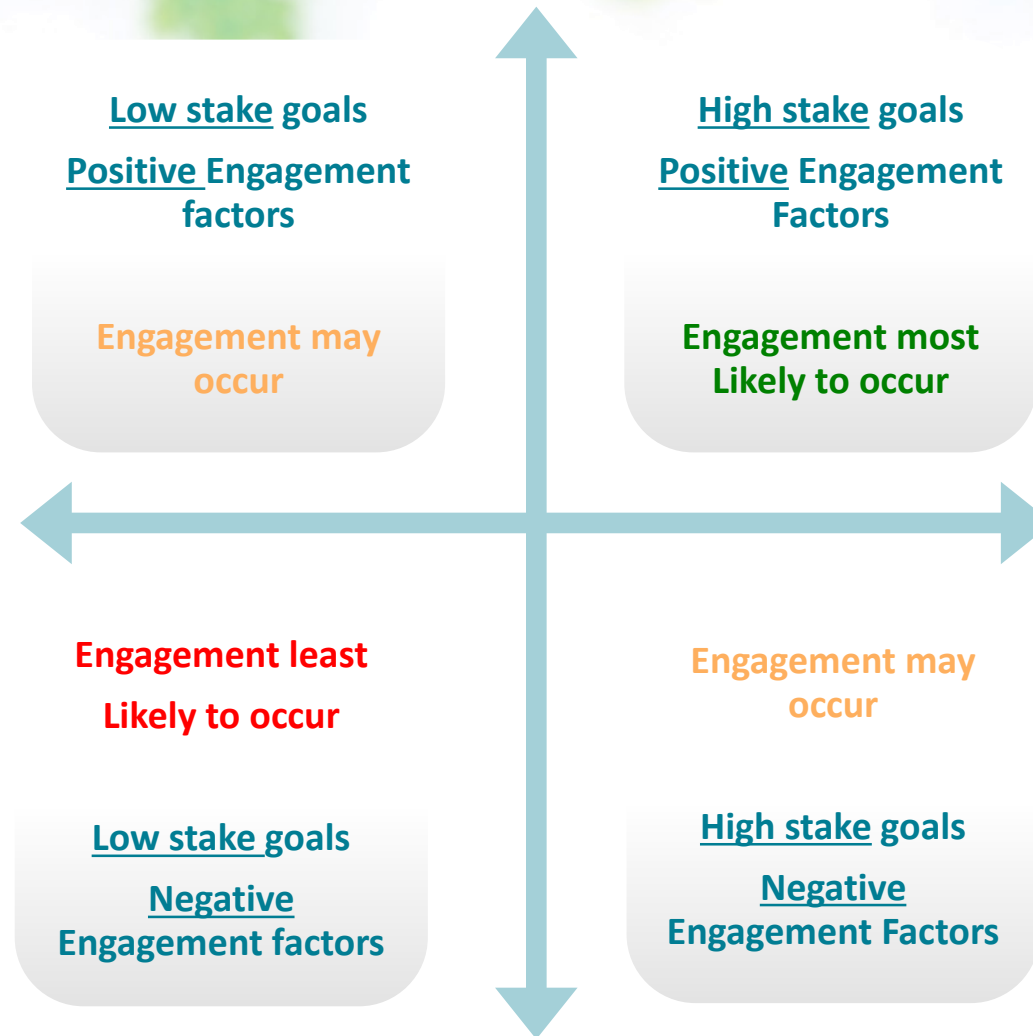 Low stake goals
Positive Engagement
factors
Engagement may
occur
High stake goals
Positive Engagement
Factors
Engagement most
Likely to occur
Engagement least
Likely to occur
Low stake goals
Negative
Engagement factors
Engagement may
occur
High stake goals
Negative
Engagement Factors